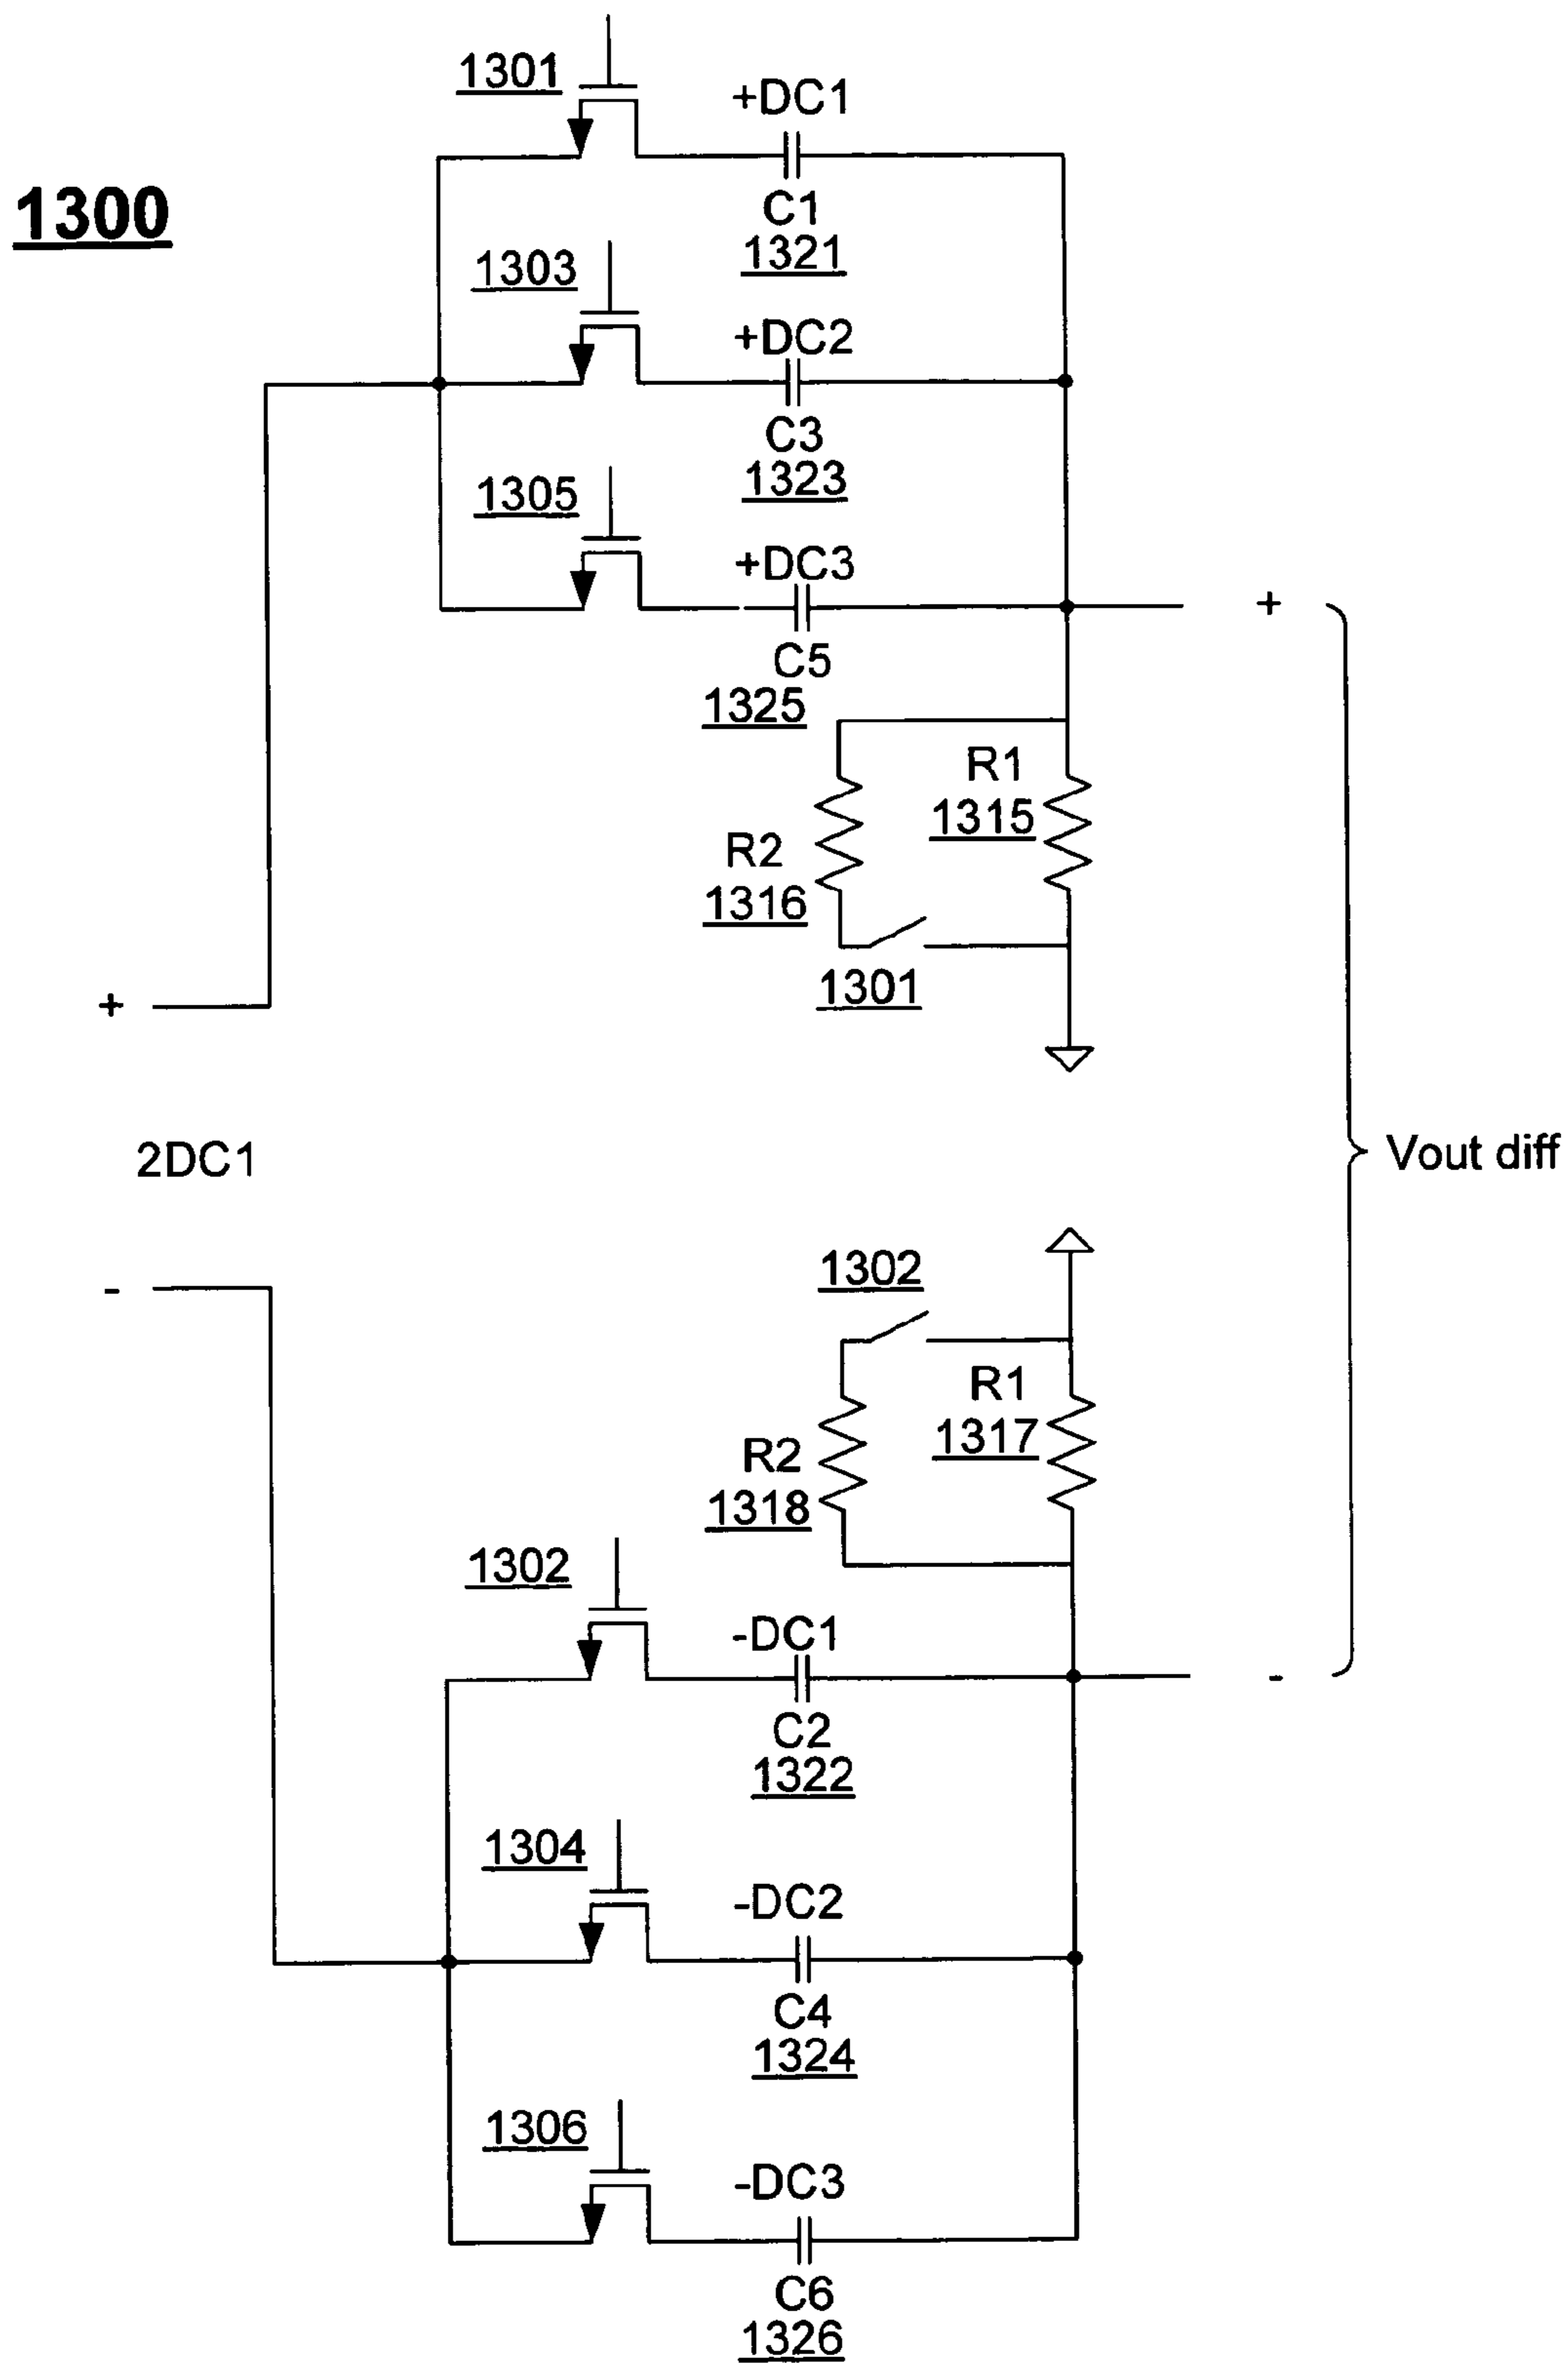 1301
+DC1
1300
C1
1321
1303
+DC2
C3
1323
1305
+DC3
+
C5
1325
R1
1315
R2
1316
1301
+
2DC1
Vout diff
1302
-
R1
1317
R2
1318
1302
-DC1
-
C2
1322
1304
-DC2
C4
1324
1306
-DC3
C6
1326